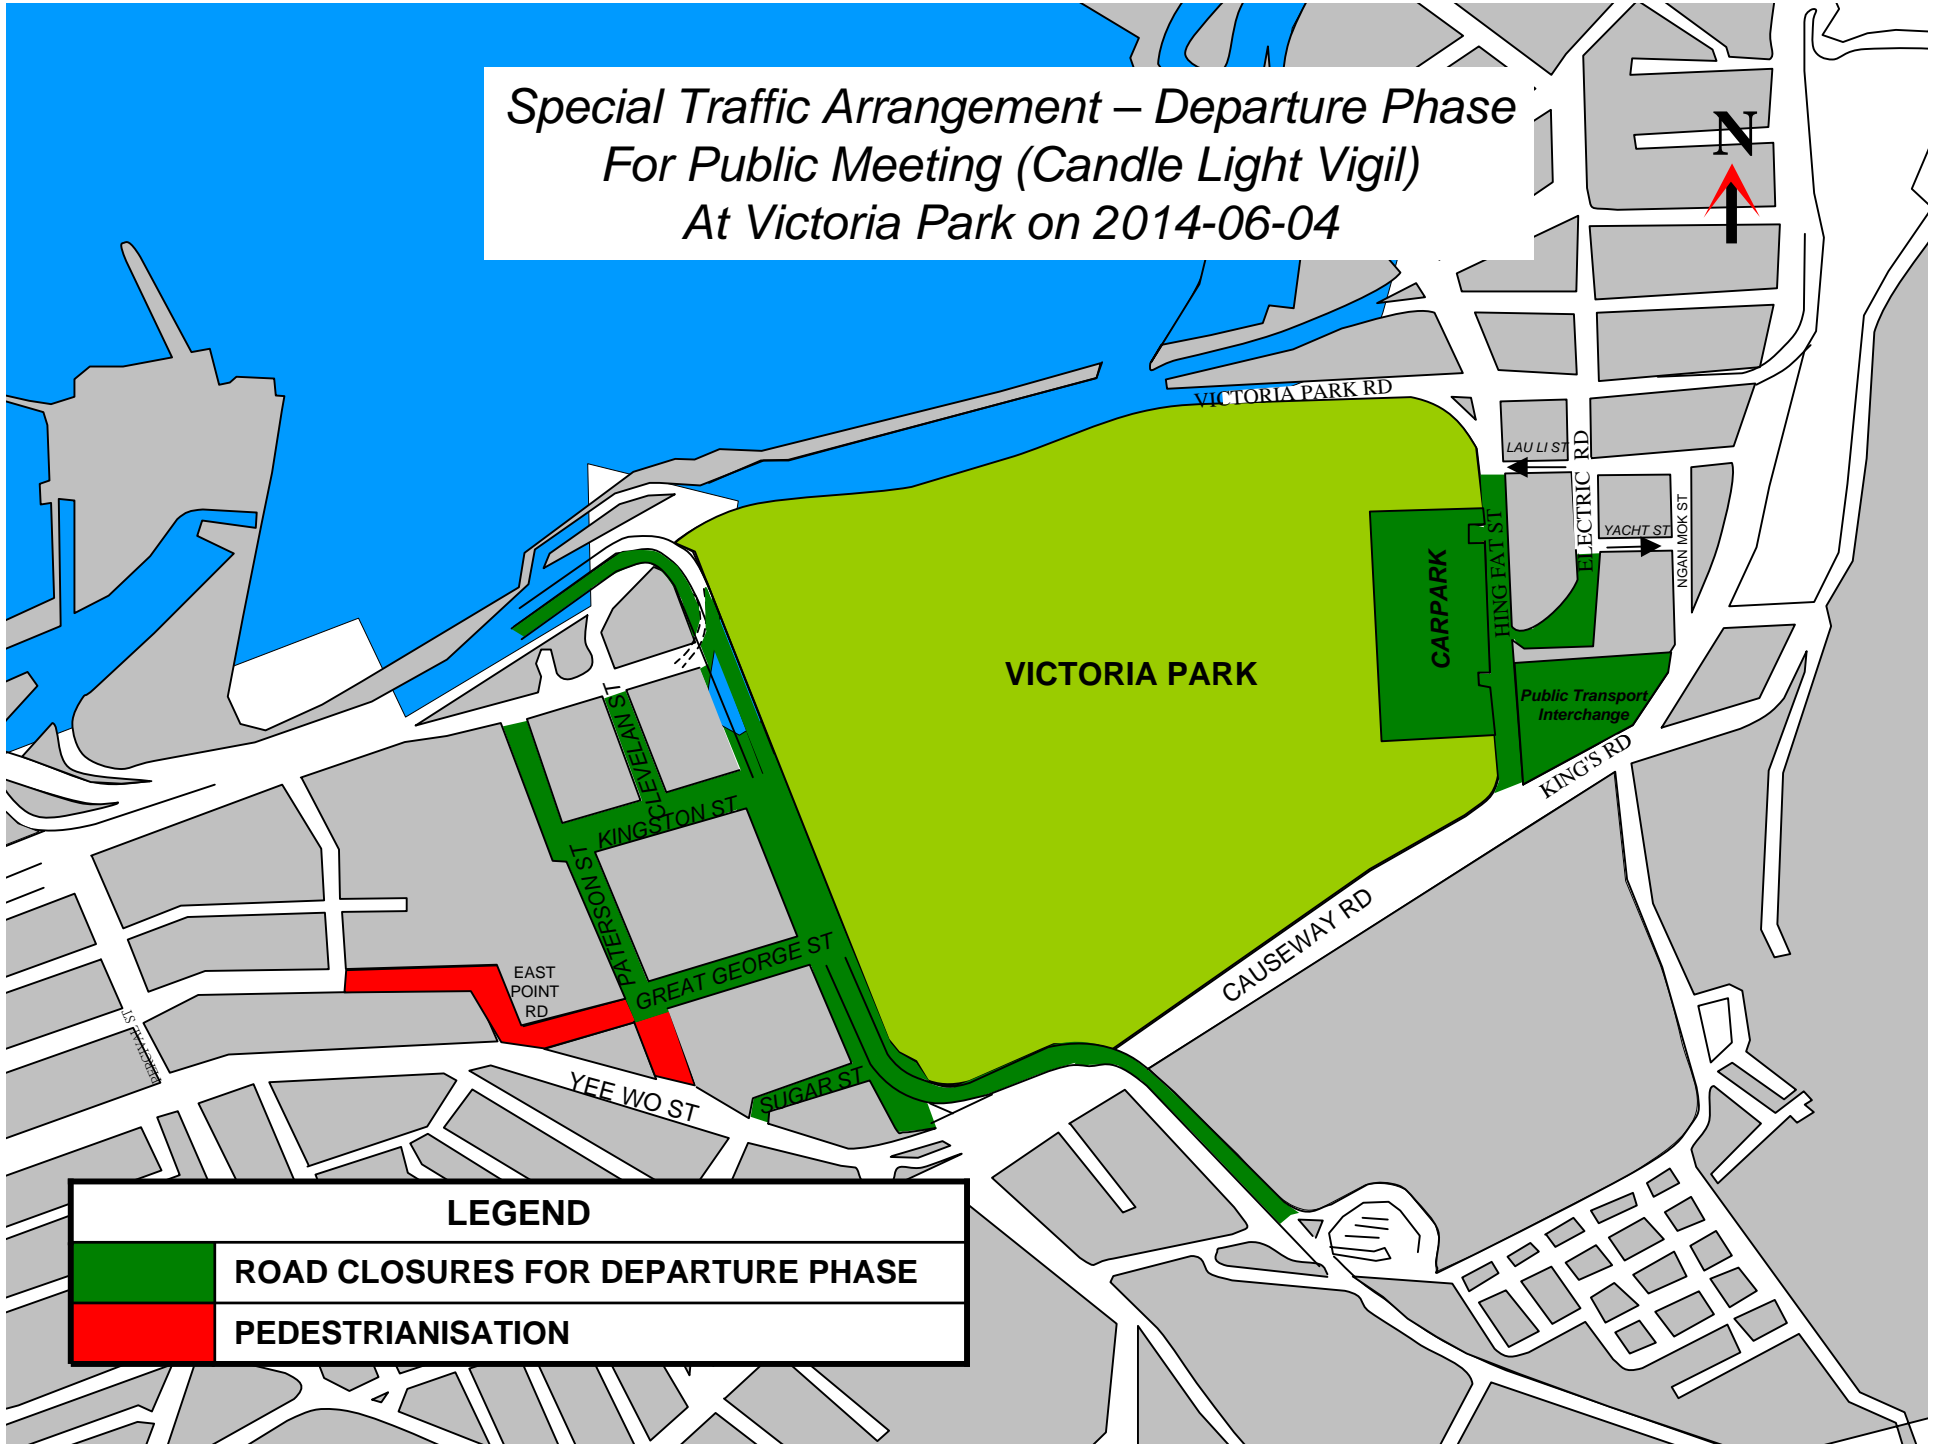 Special Traffic Arrangement – Departure Phase
For Public Meeting (Candle Light Vigil)
At Victoria Park on 2014-06-04
N
VICTORIA PARK RD
LAU LI ST
ELECTRIC RD
YACHT ST
NGAN MOK ST
HING FAT ST
CARPARK
VICTORIA PARK
Public Transport
Interchange
KING'S RD
CLEVELAN ST
KINGSTON ST
PATERSON ST
GREAT GEORGE ST
CAUSEWAY RD
EAST
POINT
RD
PERCIVAL ST
YEE WO ST
SUGAR ST
LEGEND
ROAD CLOSURES FOR DEPARTURE PHASE
PEDESTRIANISATION